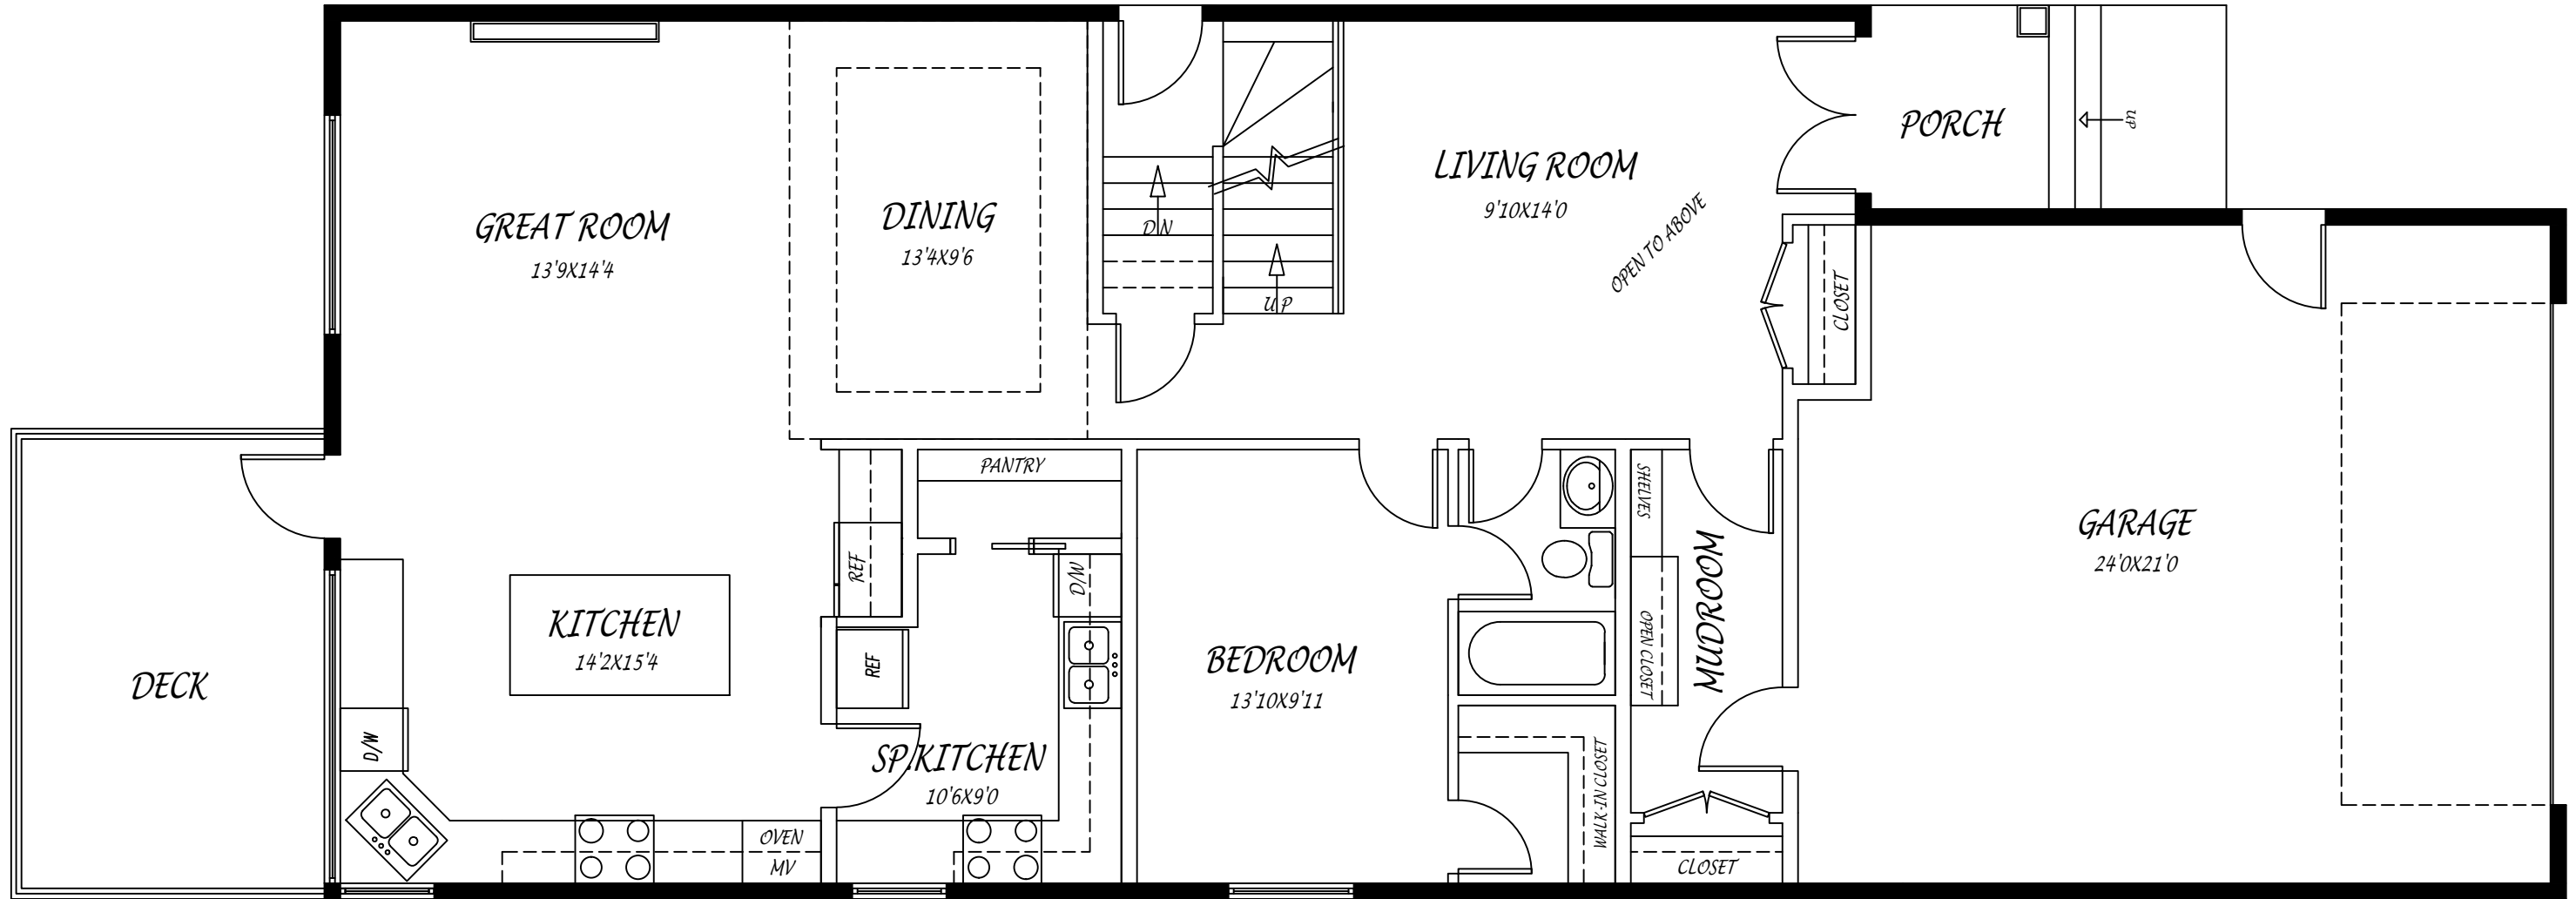 GREAT ROOM
13'9X14'4
DINING
13'4X9'6
DN
UP
LIVING ROOM
9'10X14'0
OPEN TO ABOVE
PORCH
UP
CLOSET
PANTRY
REF
REF
D/W
SHELVES
OPEN CLOSET
MUDROOM
GARAGE
24'0X21'0
KITCHEN
14'2X15'4
DECK
D/W
BEDROOM
13'10X9'11
SP.KITCHEN
10'6X9'0
OVEN
MV
WALK-IN CLOSET
CLOSET